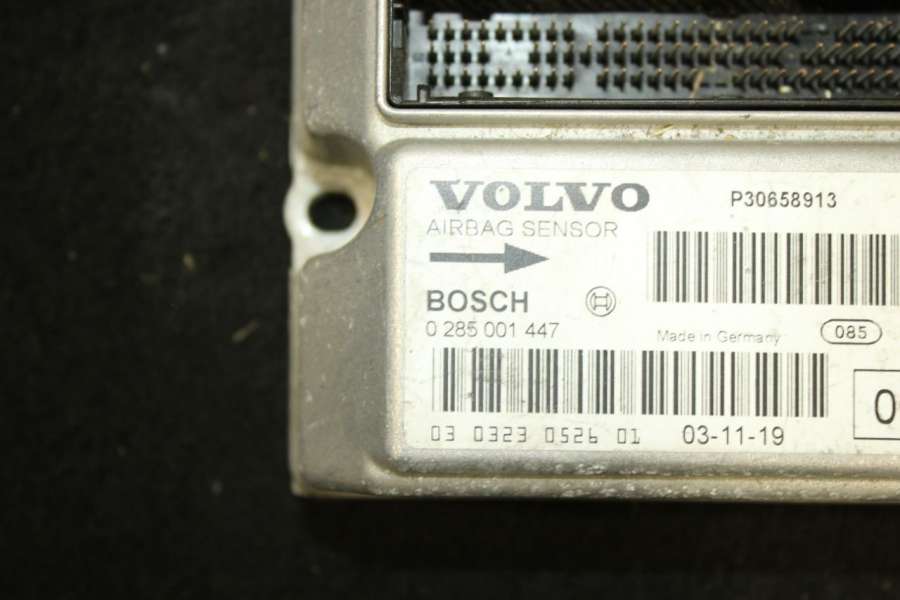 VOLVO P30658913
AIRBAG SENSOR
BOSCH
0 285 001 447
Made in Germany 085
0
03 0323 0526 01 03-11-19